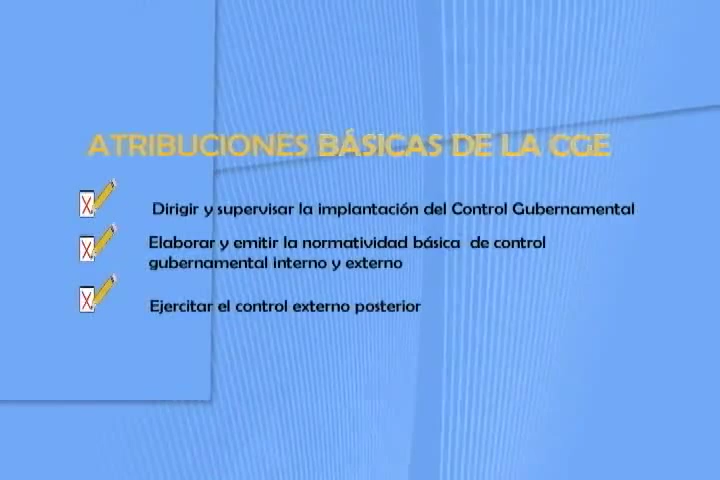 ATRIBUCIONES BÁSICAS DE LA CGE
Dirigir y supervisar la implantación del Control Gubernamental
Elaborar y emitir la normatividad básica de control
gubernamental interno y externo
Ejercitar el control externo posterior